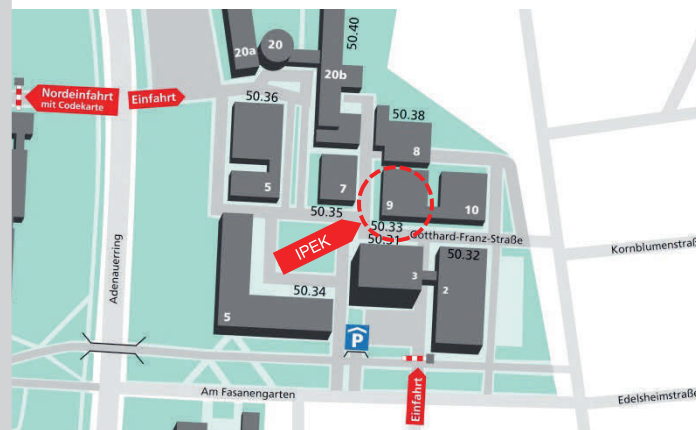 50.40
20
20a
20b
Nordeinfahrt
mit Codekarte
Einfahrt
50.36
50.38
8
5
7
9
10
50.35
50.33
50.31
Gotthard-Franz-Straße
IPEK
Kornblumenstraß
50.32
3
2
50.34
5
Adenauerring
P
Am Fasanengarten
Einfahrt
Edelsheimstraß